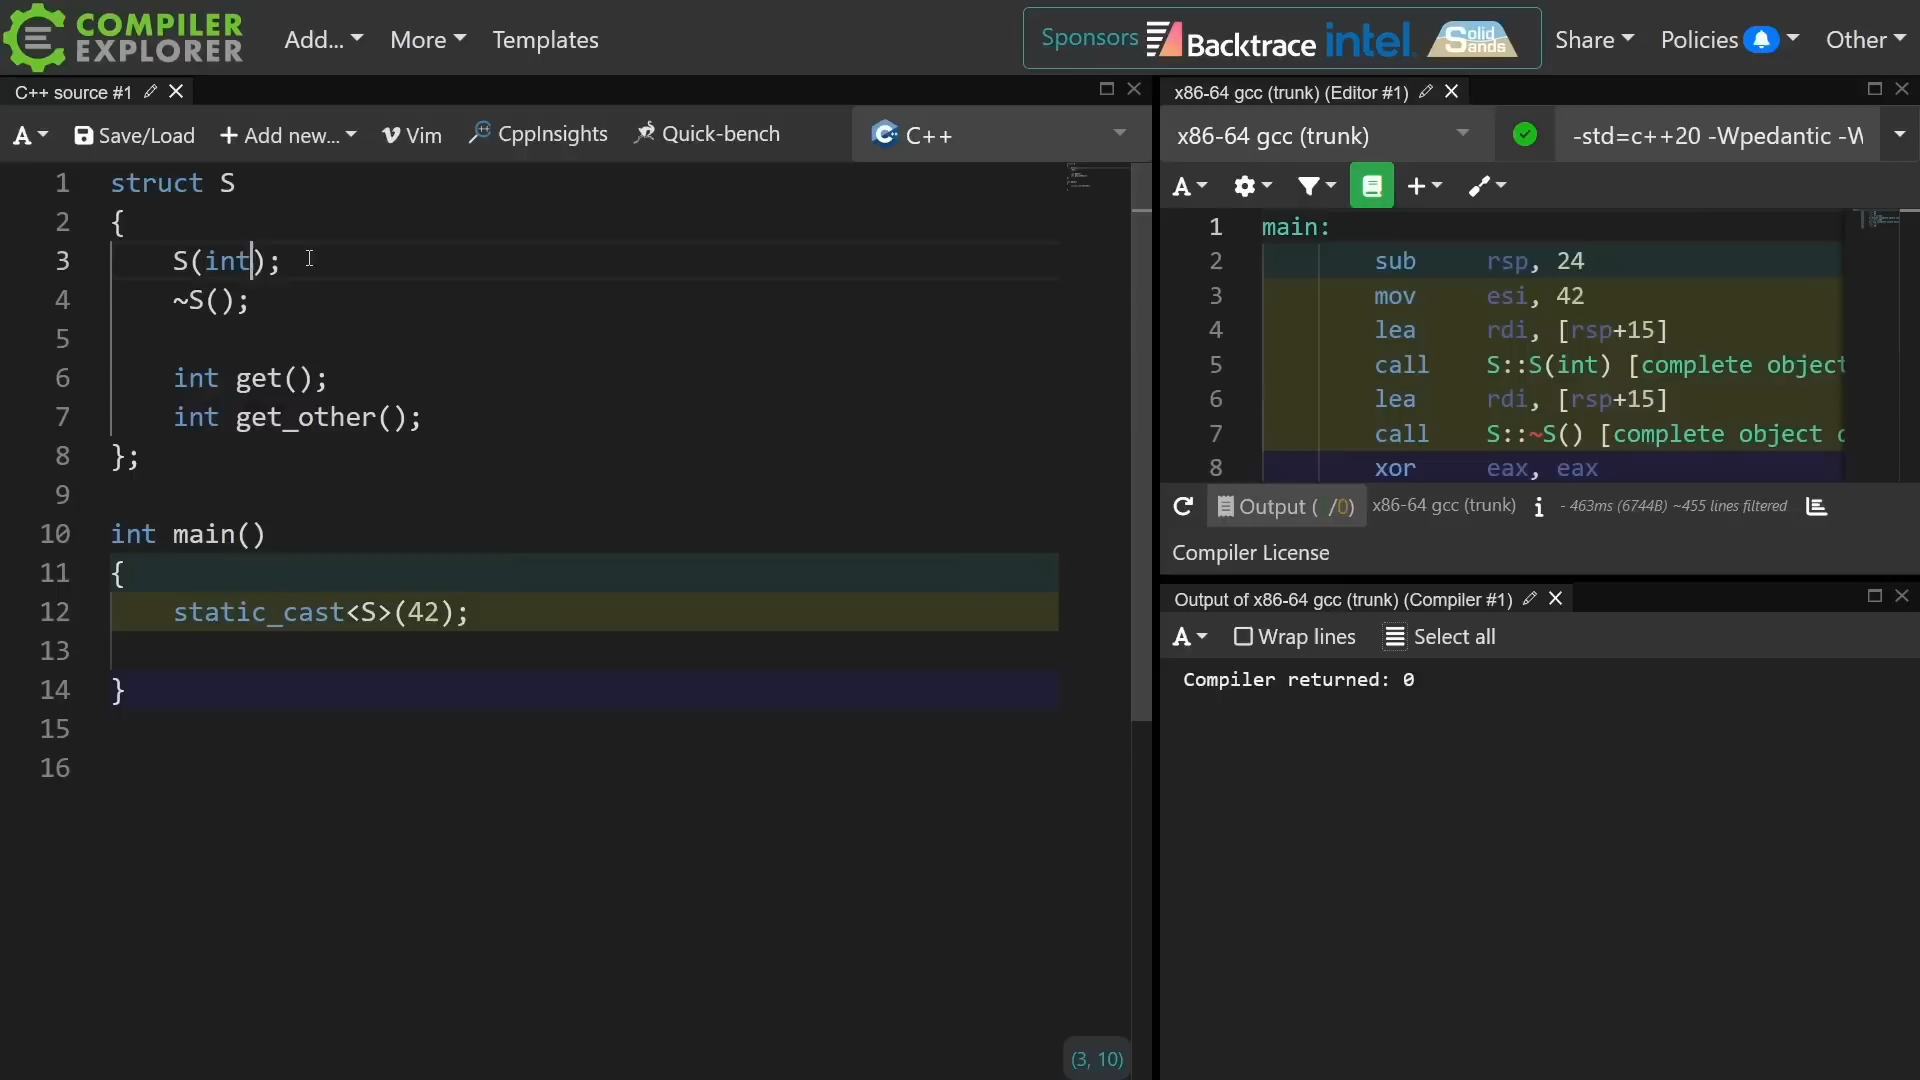 COMPILER
EXPLORER
Add...
More
Templates
Sponsors
Backtrace
intel
Solid
Sands
Share
Policies
Other
C++ source #1
A
Save/Load
+ Add new...
Vim
CppInsights
Quick-bench
C++
1 struct S
2 {
3 S(int);
4 ~S();
5
6 int get();
7 int get_other();
8 };
9
10 int main()
11 {
12 static_cast<S>(42);
13
14 }
15
16
(3, 10)
x86-64 gcc (trunk) (Editor #1)
x86-64 gcc (trunk)
-std=c++20 -Wpedantic -W
A
1 main:
2 sub rsp, 24
3 mov esi, 42
4 lea rdi, [rsp+15]
5 call S::S(int) [complete object
6 lea rdi, [rsp+15]
7 call S::~S() [complete object
8 xor eax, eax
Output ( /0) x86-64 gcc (trunk) i - 463ms (6744B) ~455 lines filtered
Compiler License
Output of x86-64 gcc (trunk) (Compiler #1)
A
Wrap lines
Select all
Compiler returned: 0